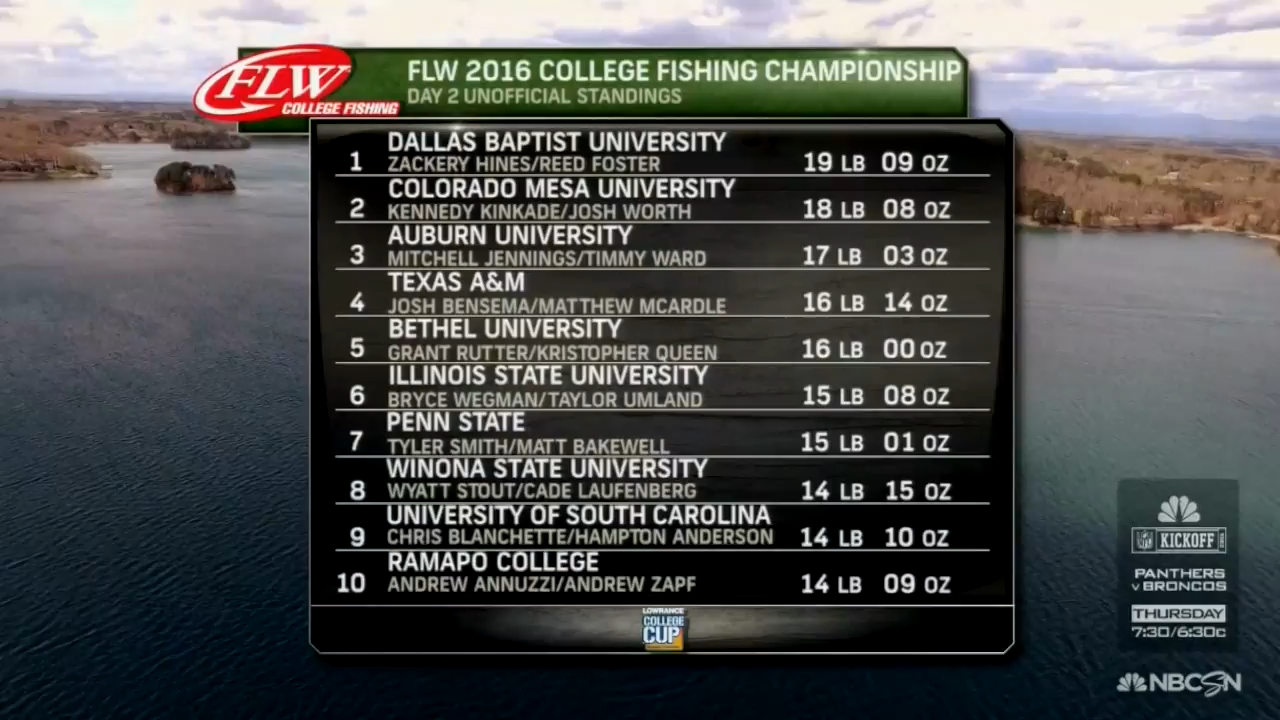 FLW
COLLEGE FISHING
FLW 2016 COLLEGE FISHING CHAMPIONSHIP
DAY 2 UNOFFICIAL STANDINGS
1 DALLAS BAPTIST UNIVERSITY
ZACKERY HINES/REED FOSTER 19 LB 09 OZ
2 COLORADO MESA UNIVERSITY
KENNEDY KINKADE/JOSH WORTH 18 LB 08 OZ
3 AUBURN UNIVERSITY
MITCHELL JENNINGS/TIMMY WARD 17 LB 03 OZ
4 TEXAS A&M
JOSH BENSEMA/MATTHEW MCARDLE 16 LB 14 OZ
5 BETHEL UNIVERSITY
GRANT RUTTER/KRISTOPHER QUEEN 16 LB 00 OZ
6 ILLINOIS STATE UNIVERSITY
BRYCE WEGMAN/TAYLOR UMLAND 15 LB 08 OZ
7 PENN STATE
TYLER SMITH/MATT BAKEWELL 15 LB 01 OZ
8 WINONA STATE UNIVERSITY
WYATT STOUT/CADE LAUFENBERG 14 LB 15 OZ
9 UNIVERSITY OF SOUTH CAROLINA
CHRIS BLANCHETTE/HAMPTON ANDERSON 14 LB 10 OZ
10 RAMAPO COLLEGE
ANDREW ANNUZZI/ANDREW ZAPF 14 LB 09 OZ
LOWRANCE
COLLEGE
CUP
NFL KICKOFF
PANTHERS
V BRONCOS
THURSDAY
7:30/6:30c
NBCSN